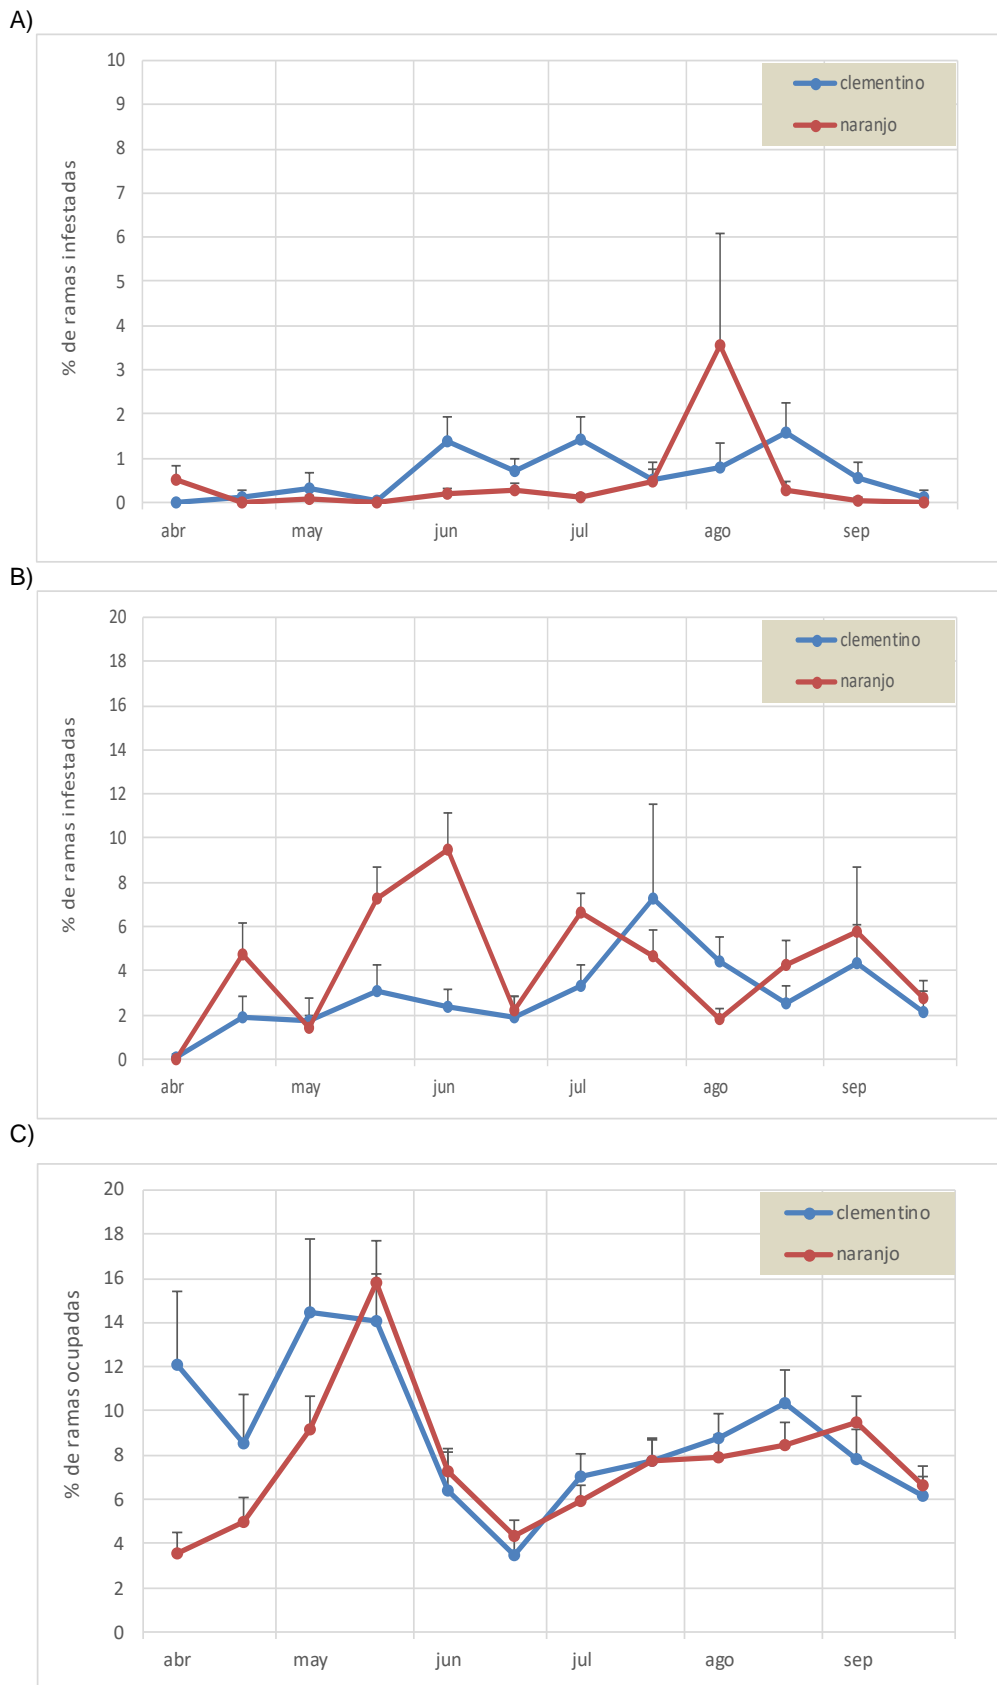 A)
% de ramas infestadas
10
9
8
7
6
5
4
3
2
1
0
clementino
naranjo
abr may jun jul ago sep
B)
% de ramas infestadas
20
18
16
14
12
10
8
6
4
2
0
clementino
naranjo
abr may jun jul ago sep
C)
% de ramas ocupadas
20
18
16
14
12
10
8
6
4
2
0
clementino
naranjo
abr may jun jul ago sep